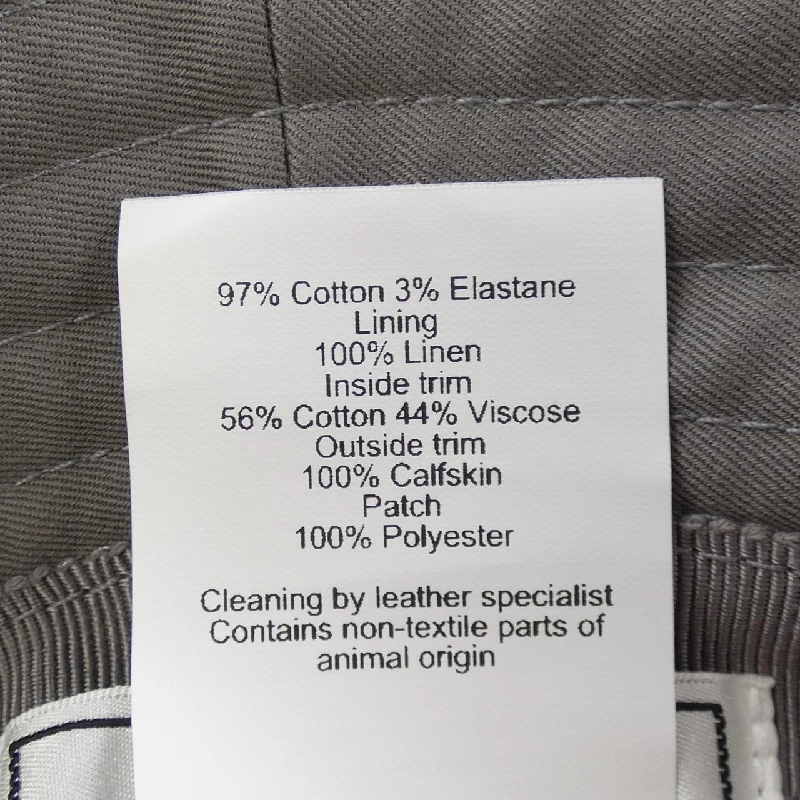 97% Cotton 3% Elastane
Lining
100% Linen
Inside trim
56% Cotton 44% Viscose
Outside trim
100% Calfskin
Patch
100% Polyester
Cleaning by leather specialist
Contains non-textile parts of
animal origin